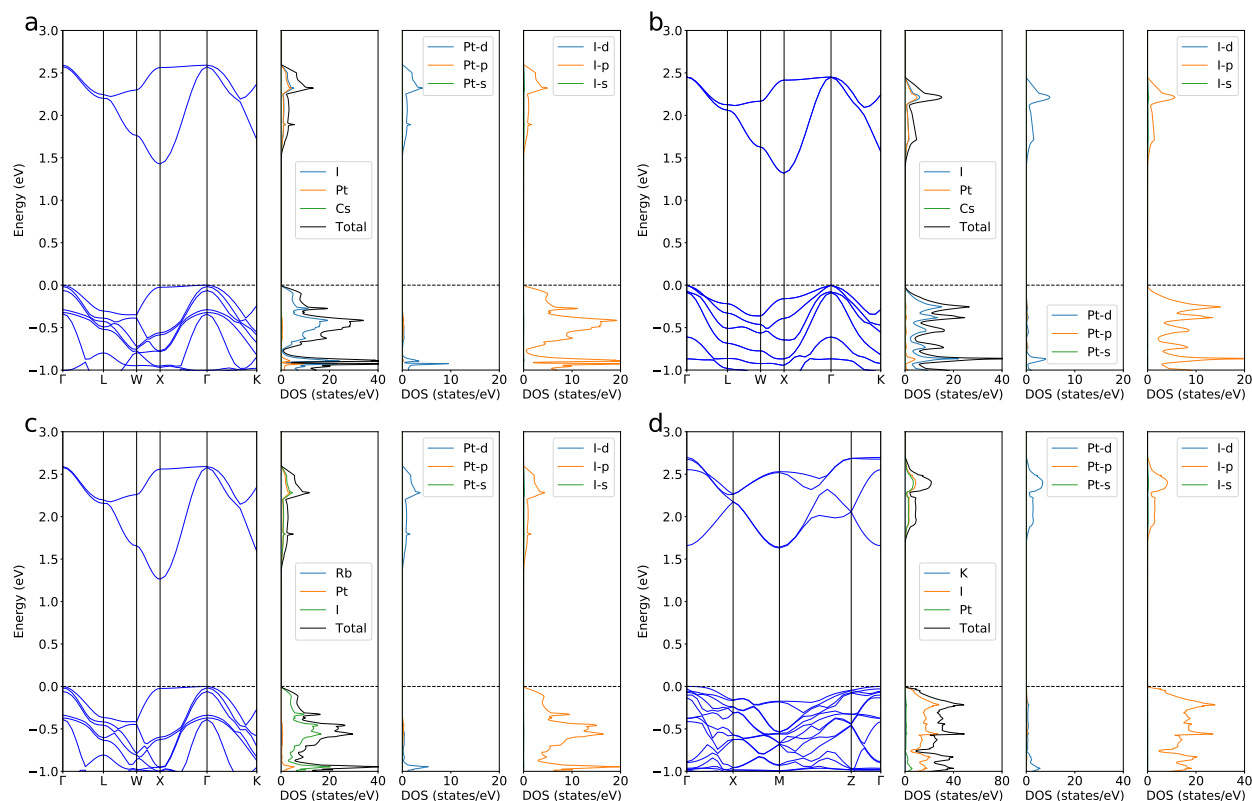 a
3.0
2.5
2.0
1.5
1.0
0.5
0.0
−0.5
−1.0
Energy (eV)
Γ L W X Γ K
I
Pt
Cs
Total
0 20 40
DOS (states/eV)
Pt-d
Pt-p
Pt-s
0 10 20
DOS (states/eV)
I-d
I-p
I-s
0 10 20
DOS (states/eV)
b
3.0
2.5
2.0
1.5
1.0
0.5
0.0
−0.5
−1.0
Energy (eV)
Γ L W X Γ K
I
Pt
Cs
Total
0 20 40
DOS (states/eV)
Pt-d
Pt-p
Pt-s
0 10 20
DOS (states/eV)
I-d
I-p
I-s
0 10 20
DOS (states/eV)
c
3.0
2.5
2.0
1.5
1.0
0.5
0.0
−0.5
−1.0
Energy (eV)
Γ L W X Γ K
Rb
Pt
I
Total
0 20 40
DOS (states/eV)
Pt-d
Pt-p
Pt-s
0 10 20
DOS (states/eV)
I-d
I-p
I-s
0 10 20
DOS (states/eV)
d
3.0
2.5
2.0
1.5
1.0
0.5
0.0
−0.5
−1.0
Energy (eV)
Γ X M Z Γ
K
I
Pt
Total
0 40 80
DOS (states/eV)
Pt-d
Pt-p
Pt-s
0 20 40
DOS (states/eV)
I-d
I-p
I-s
0 20 40
DOS (states/eV)